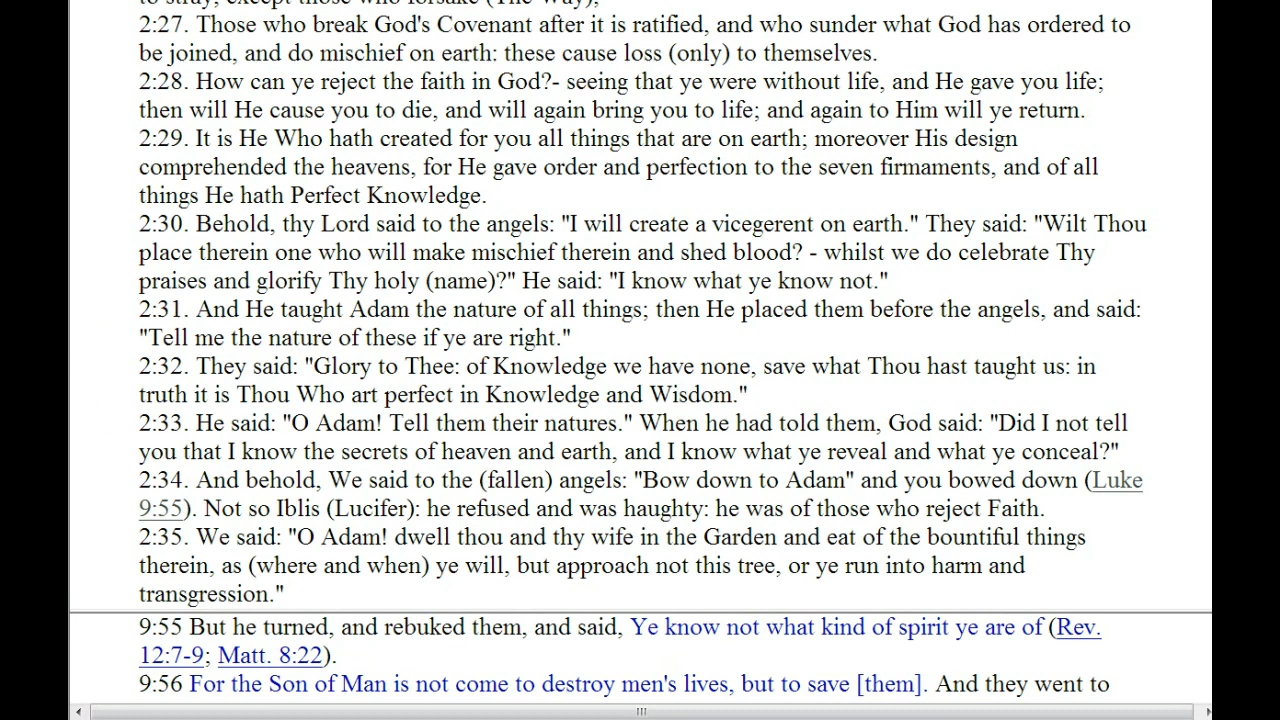 to stray, except those who forsake (The Way),
2:27. Those who break God's Covenant after it is ratified, and who sunder what God has ordered to
be joined, and do mischief on earth: these cause loss (only) to themselves.
2:28. How can ye reject the faith in God?- seeing that ye were without life, and He gave you life;
then will He cause you to die, and will again bring you to life; and again to Him will ye return.
2:29. It is He Who hath created for you all things that are on earth; moreover His design
comprehended the heavens, for He gave order and perfection to the seven firmaments, and of all
things He hath Perfect Knowledge.
2:30. Behold, thy Lord said to the angels: "I will create a vicegerent on earth." They said: "Wilt Thou
place therein one who will make mischief therein and shed blood? - whilst we do celebrate Thy
praises and glorify Thy holy (name)?" He said: "I know what ye know not."
2:31. And He taught Adam the nature of all things; then He placed them before the angels, and said:
"Tell me the nature of these if ye are right."
2:32. They said: "Glory to Thee: of Knowledge we have none, save what Thou hast taught us: in
truth it is Thou Who art perfect in Knowledge and Wisdom."
2:33. He said: "O Adam! Tell them their natures." When he had told them, God said: "Did I not tell
you that I know the secrets of heaven and earth, and I know what ye reveal and what ye conceal?"
2:34. And behold, We said to the (fallen) angels: "Bow down to Adam" and you bowed down (Luke
9:55). Not so Iblis (Lucifer): he refused and was haughty: he was of those who reject Faith.
2:35. We said: "O Adam! dwell thou and thy wife in the Garden and eat of the bountiful things
therein, as (where and when) ye will, but approach not this tree, or ye run into harm and
transgression."
9:55 But he turned, and rebuked them, and said, Ye know not what kind of spirit ye are of (Rev.
12:7-9; Matt. 8:22).
9:56 For the Son of Man is not come to destroy men's lives, but to save [them]. And they went to